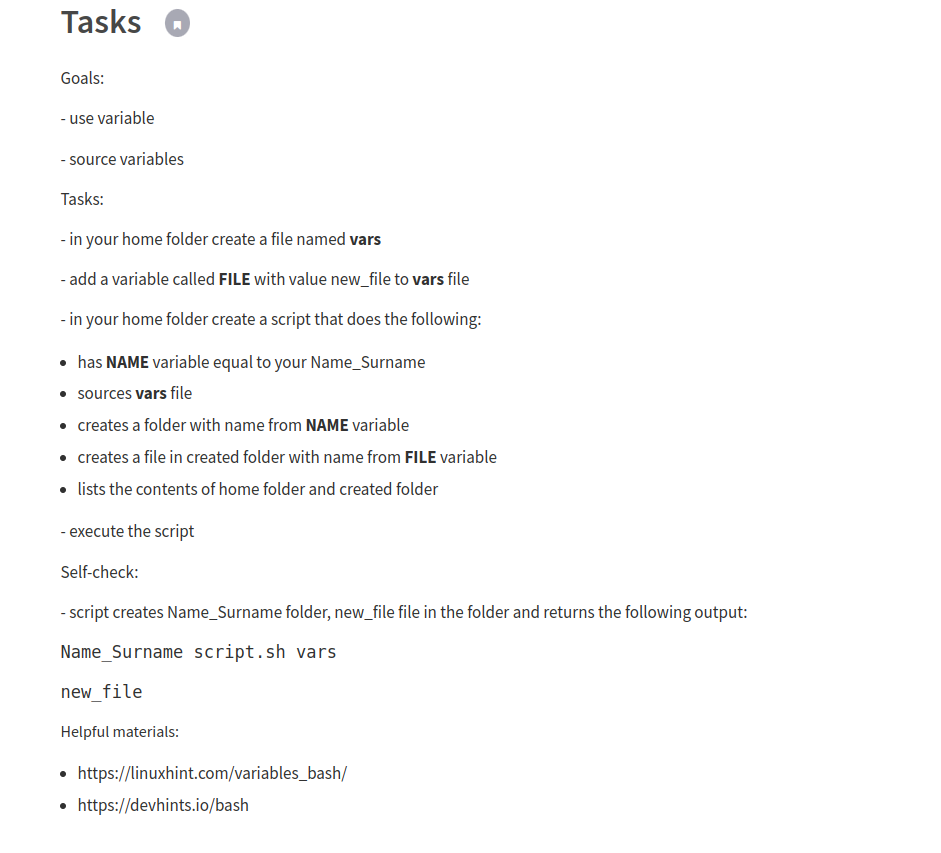 Tasks
Goals:
- use variable
- source variables
Tasks:
- in your home folder create a file named vars
- add a variable called FILE with value new_file to vars file
- in your home folder create a script that does the following:
• has NAME variable equal to your Name_Surname
• sources vars file
• creates a folder with name from NAME variable
• creates a file in created folder with name from FILE variable
• lists the contents of home folder and created folder
- execute the script
Self-check:
- script creates Name_Surname folder, new_file file in the folder and returns the following output:
Name_Surname script.sh vars
new_file
Helpful materials:
• https://linuxhint.com/variables_bash/
• https://devhints.io/bash